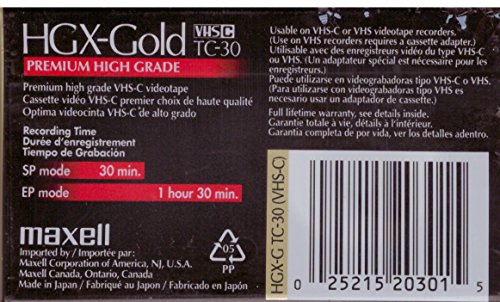 HGX-Gold VHSC TC-30
PREMIUM HIGH GRADE
Premium high grade VHS-C videotape
Cassette vidéo VHS-C premier choix de haute qualité
Optima videocinta VHS-C de alto grado
Recording Time
Durée d'enregistrement
Tiempo de Grabación
SP mode 30 min.
EP mode 1 hour 30 min.
maxell
Imported by / Importée par:
Maxell Corporation of America, NJ, U.S.A.
Maxell Canada, Ontario, Canada
Made in Japan / Fabriqué au Japon / Fabricado en Japón
05
PP
Usable on VHS-C or VHS videotape recorders.
(Use on VHS recorders requires a cassette adapter.)
Utilisable avec des enregistreurs vidéo du type VHS-C
ou VHS. (Un adaptateur spécial est nécessaire pour les
enregistreurs.)
Puede utilizarse en videograbadoras tipo VHS-C o VHS.
(Para utilizarse con videograbadoras tipo VHS es
necesario usar un adaptador de cassette.)
Full lifetime warranty, see details inside.
Garantie totale à vie, détails à l'intérieur.
Garantia completa de por vida, ver los detalles adentro.
HGX-G TC-30 (VHS-C)
0 25215 20301 5